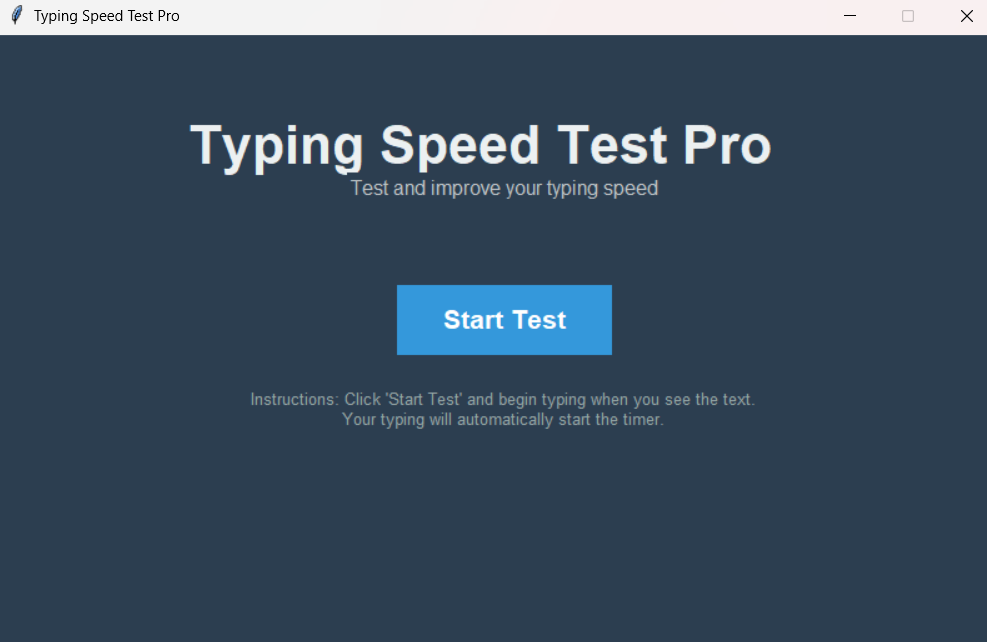 Typing Speed Test Pro
Typing Speed Test Pro
Test and improve your typing speed
Start Test
Instructions: Click 'Start Test' and begin typing when you see the text.
Your typing will automatically start the timer.